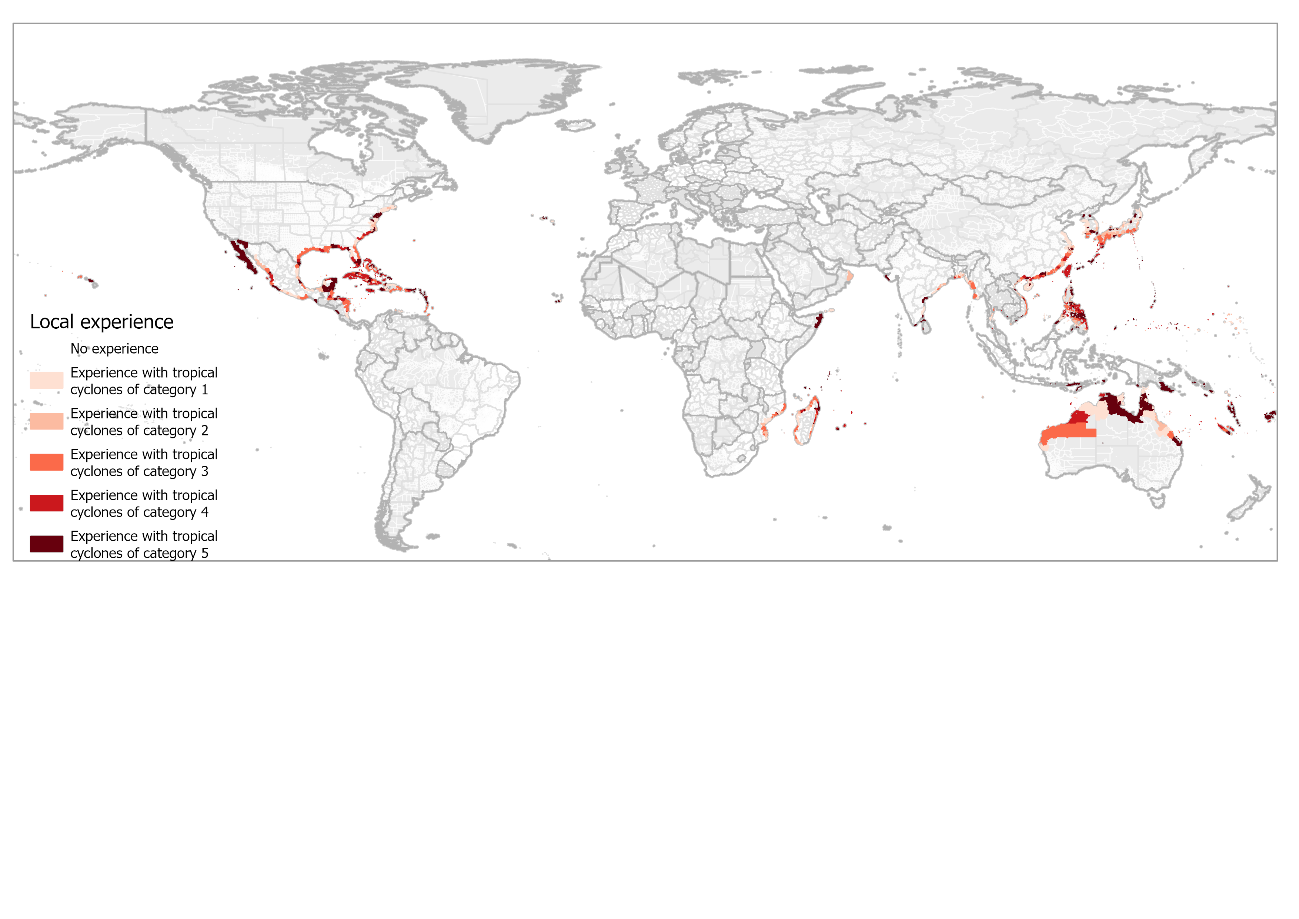 Local experience
No experience
Experience with tropical
cyclones of category 1
Experience with tropical
cyclones of category 2
Experience with tropical
cyclones of category 3
Experience with tropical
cyclones of category 4
Experience with tropical
cyclones of category 5